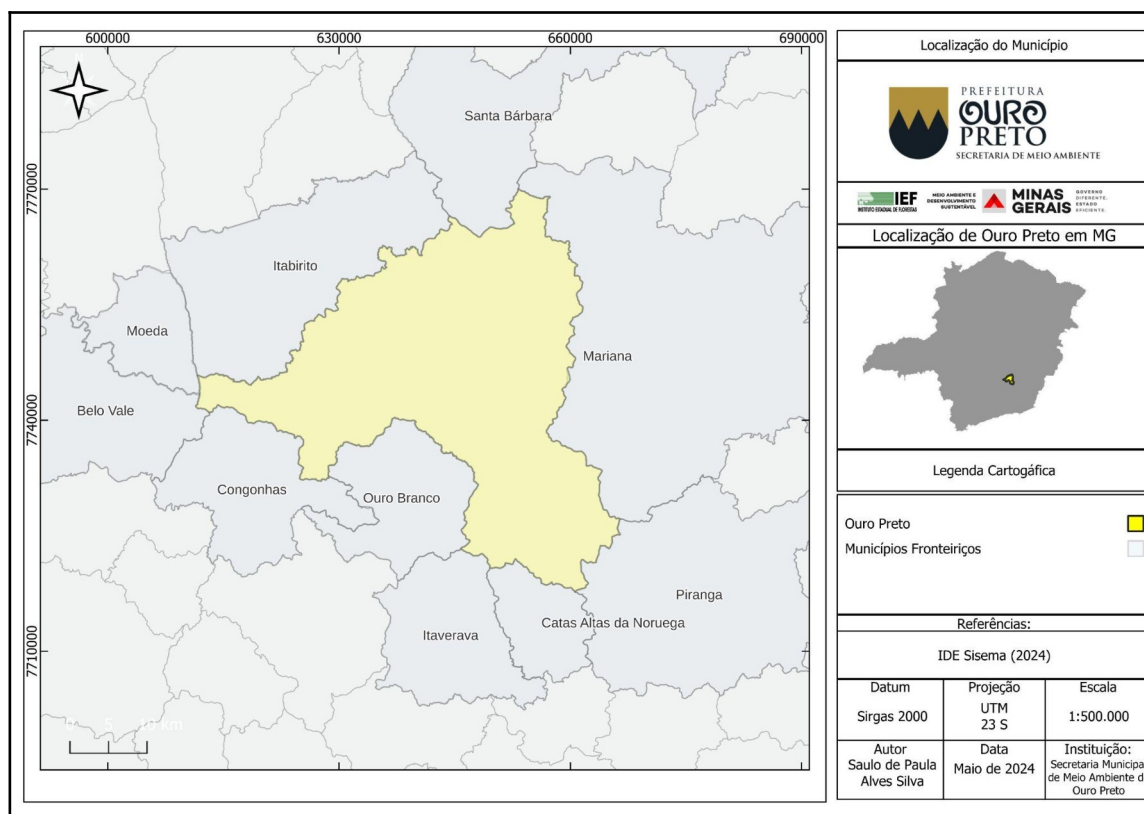 600000
630000
660000
690000
7770000
7740000
7710000
Santa Bárbara
Itabirito
Moeda
Mariana
Belo Vale
Congonhas
Ouro Branco
Piranga
Catas Altas da Noruega
Itaverava
0 5 10 km
Localização do Município
PREFEITURA
OURO
PRETO
SECRETARIA DE MEIO AMBIENTE
IEF
INSTITUTO ESTADUAL DE FLORESTAS
MEIO AMBIENTE E
DESENVOLVIMENTO
SUSTENTÁVEL
MINAS
GERAIS
GOVERNO
DIFERENTE.
ESTADO
EFICIENTE.
Localização de Ouro Preto em MG
Legenda Cartogáfica
Ouro Preto
Municípios Fronteiriços
Referências:
IDE Sisema (2024)
Datum
Sirgas 2000
Projeção
UTM
23 S
Escala
1:500.000
Autor
Saulo de Paula
Alves Silva
Data
Maio de 2024
Instituição:
Secretaria Municipa
de Meio Ambiente d
Ouro Preto